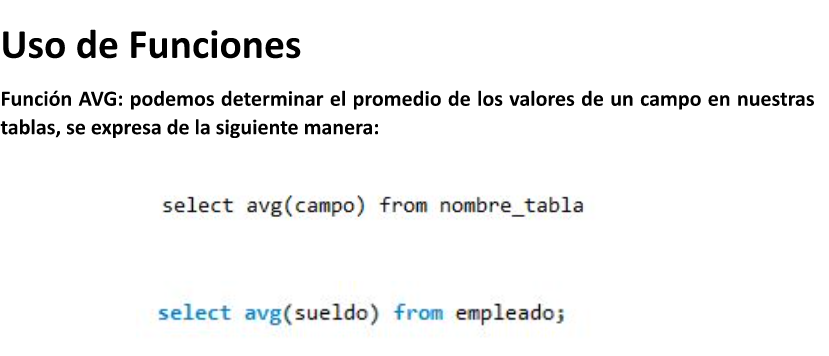 Uso de Funciones
Función AVG: podemos determinar el promedio de los valores de un campo en nuestras
tablas, se expresa de la siguiente manera:
select avg(campo) from nombre_tabla
select avg(sueldo) from empleado;